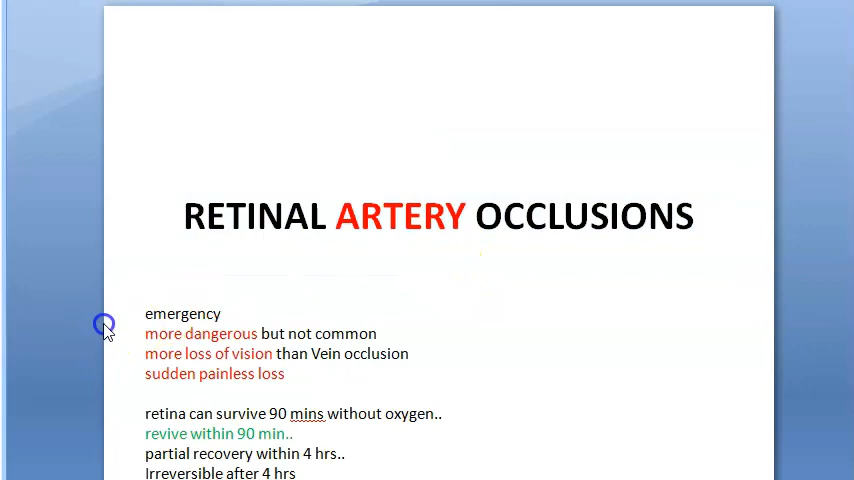 RETINAL ARTERY OCCLUSIONS
emergency
more dangerous but not common
more loss of vision than Vein occlusion
sudden painless loss
retina can survive 90 mins without oxygen..
revive within 90 min..
partial recovery within 4 hrs..
Irreversible after 4 hrs